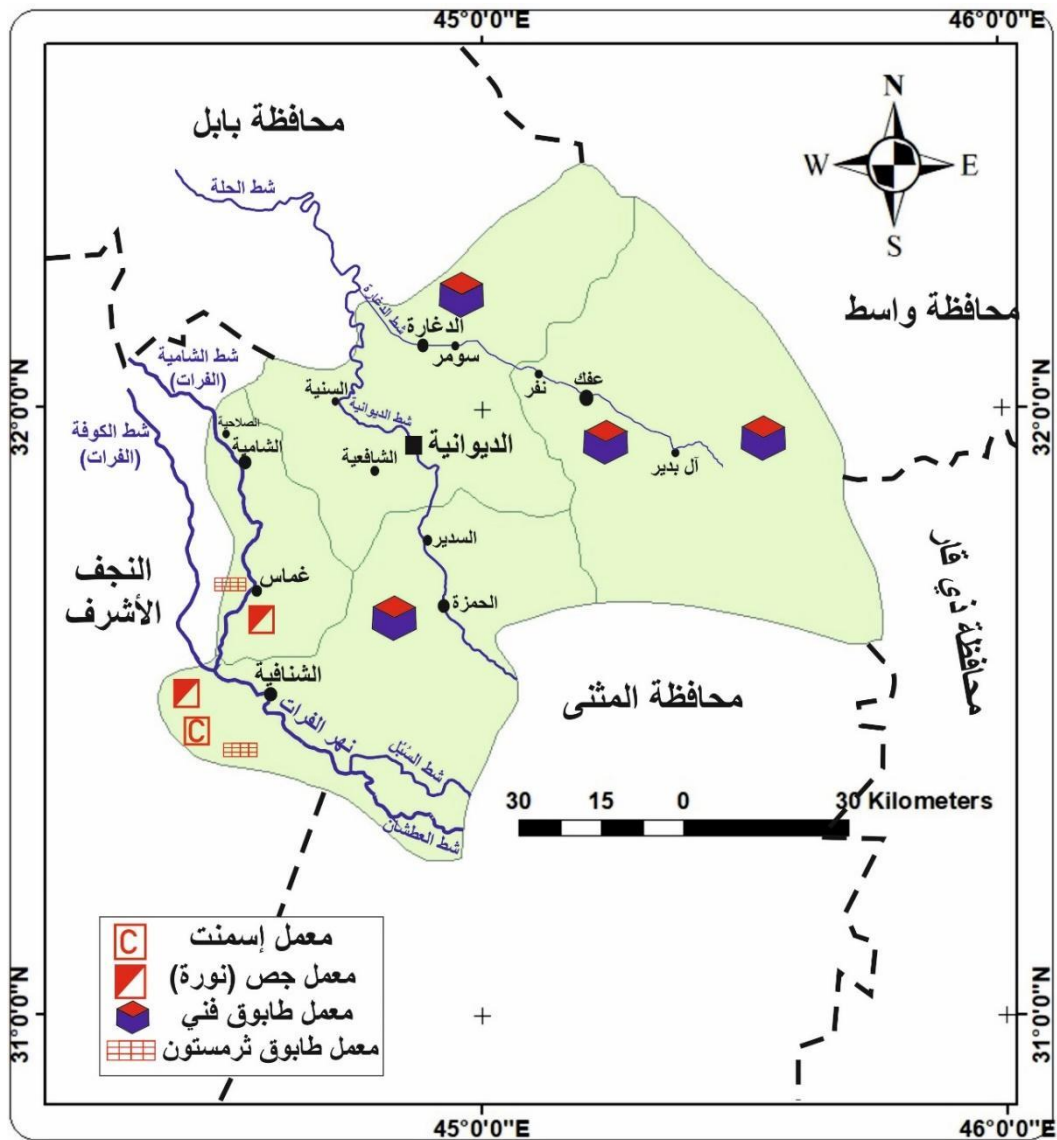 45°0'0"E
46°0'0"E
محافظة بابل
N
W
E
S
شط الحلة
محافظة واسط
شط الدغارة
الدغارة
سومر
شط الشامية
(الفرات)
نفر
عفك
السنية
32°0'0"N
32°0'0"N
شط الديوانية
شط الكوفة
(الفرات)
الصلاحية
الشامية
الديوانية
الشافعية
آل بدير
السدير
النجف
الأشرف
غماس
الحمزة
محافظة ذي قار
الشنافية
محافظة المثنى
نهر الفرات
شط السبل
شط العطشان
30 15 0 30 Kilometers
C
C معمل إسمنت
معمل جص (نورة)
معمل طابوق فني
معمل طابوق ثرمستون
31°0'0"N
31°0'0"N
45°0'0"E
46°0'0"E